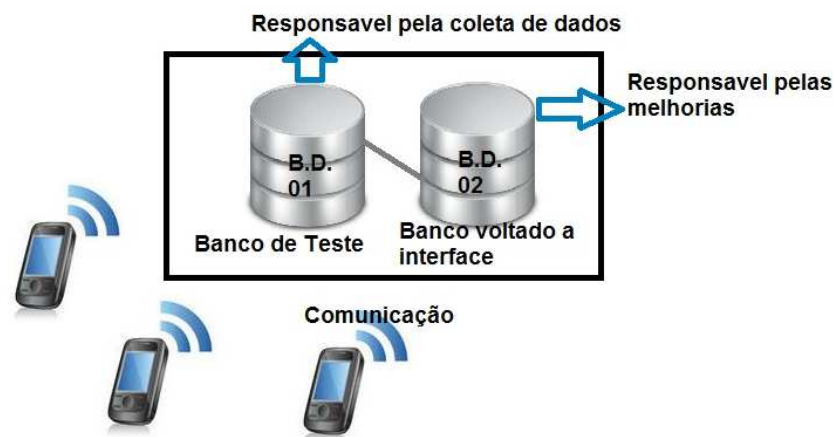 Responsavel pela coleta de dados
Responsavel pelas
melhorias
B.D.
01
B.D.
02
Banco de Teste
Banco voltado a
interface
Comunicação